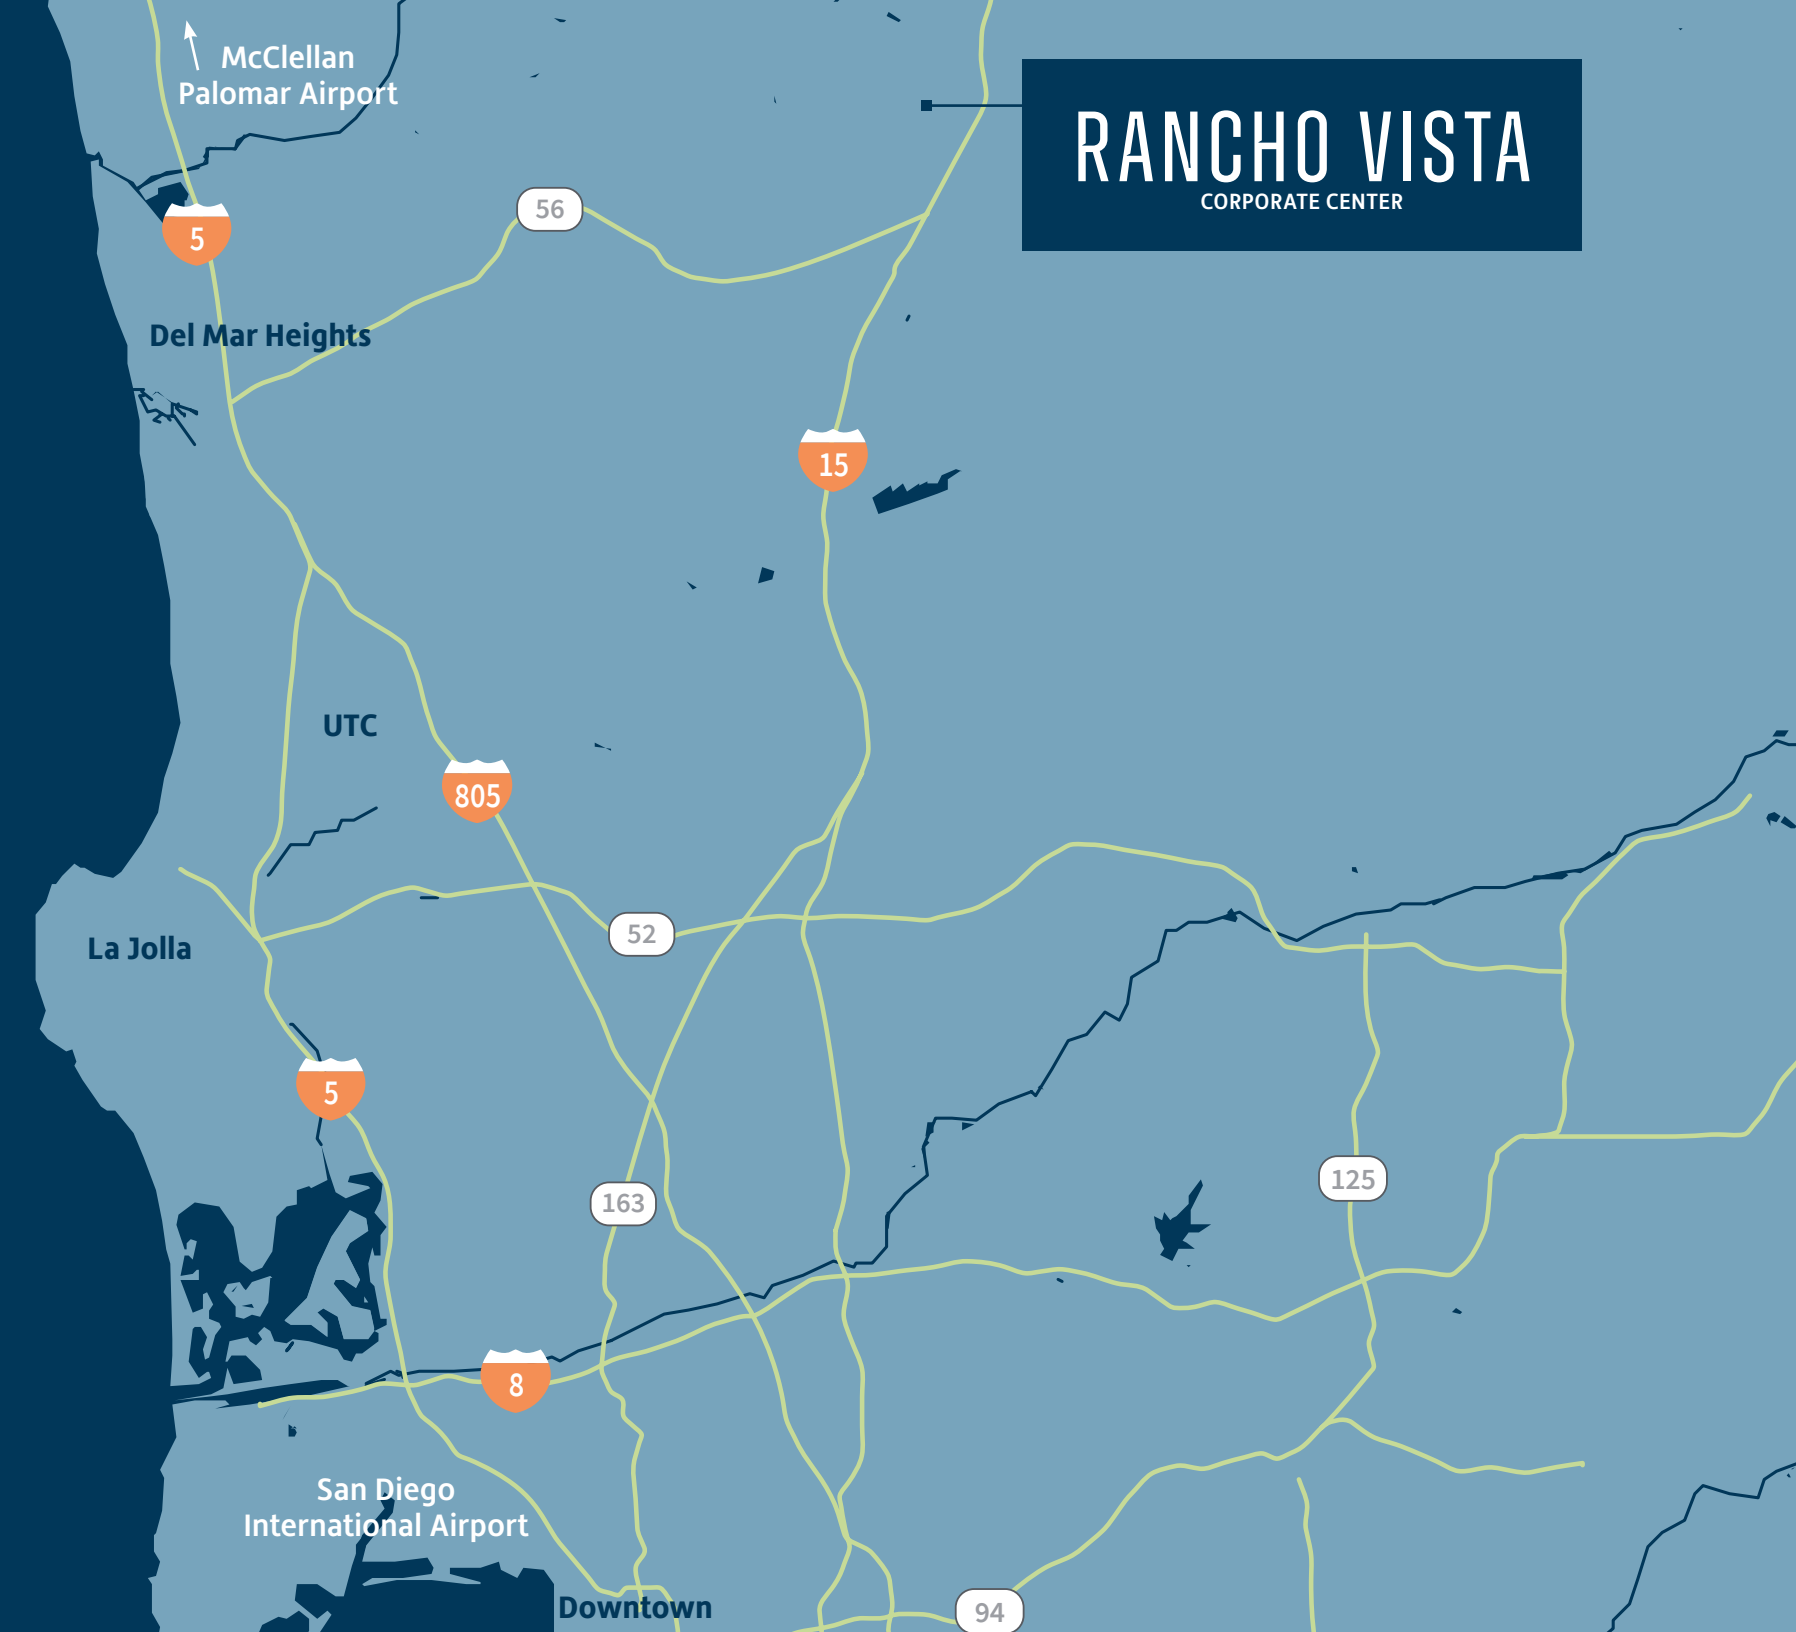 McClellan
Palomar Airport
RANCHO VISTA
CORPORATE CENTER
56
5
Del Mar Heights
15
UTC
805
52
La Jolla
5
125
163
8
San Diego
International Airport
Downtown
94